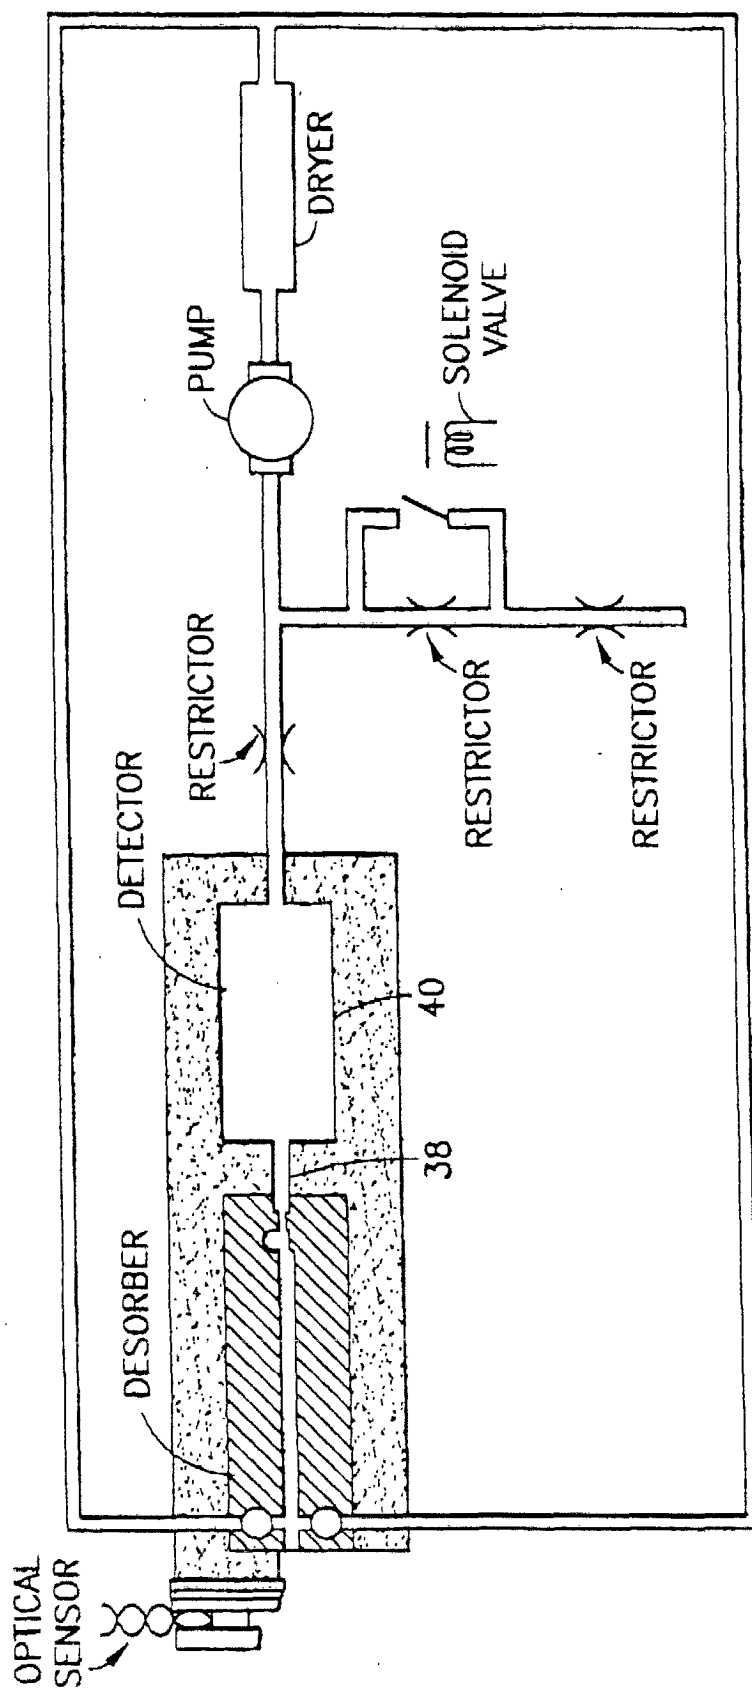 OPTICAL
SENSOR
DESORBER
DETECTOR
RESTRICTOR
PUMP
DRYER
38
40
RESTRICTOR
SOLENOID
VALVE
RESTRICTOR